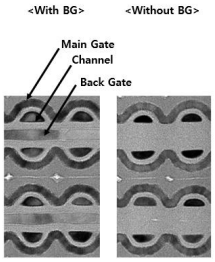 <With BG>
<Without BG>
Main Gate
Channel
Back Gate